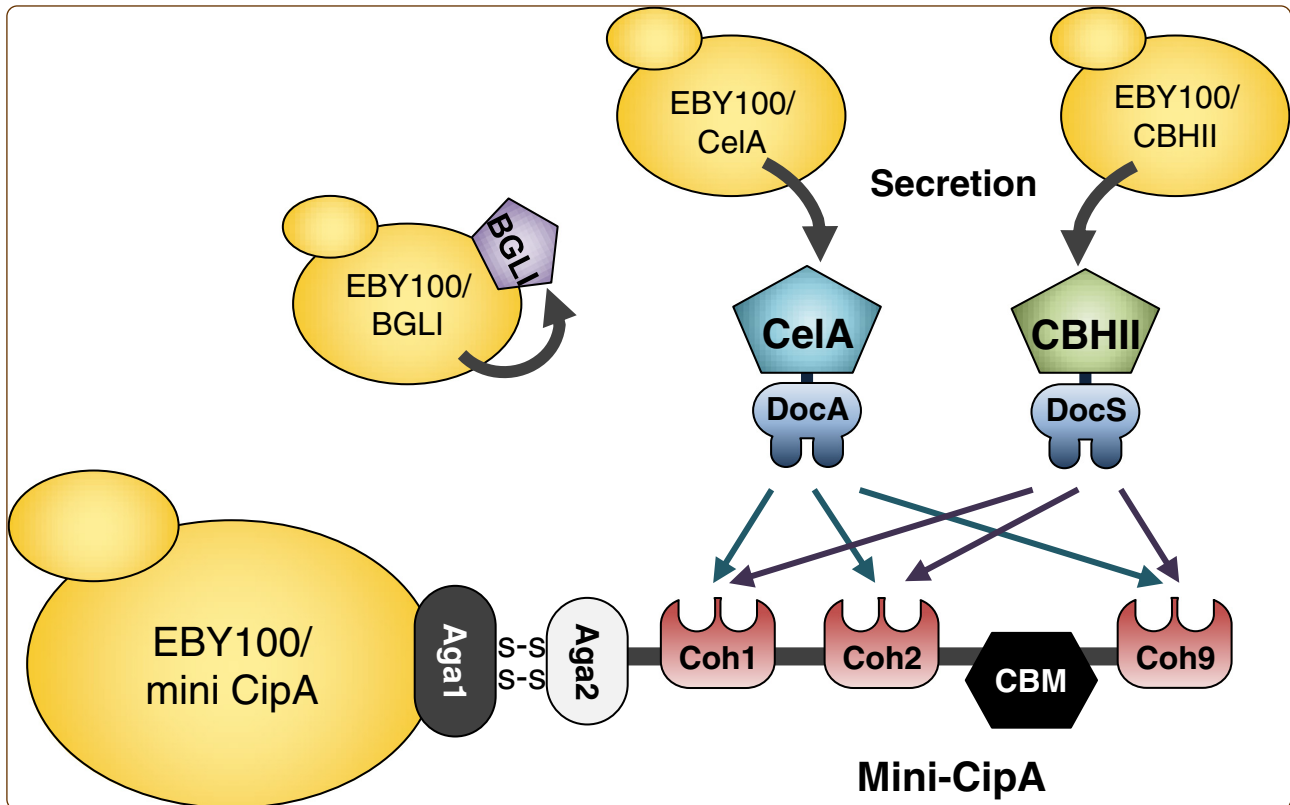 EBY100/
CelA
EBY100/
CBHII
Secretion
BGLI
EBY100/
BGLI
CelA
CBHII
DocA
DocS
EBY100/
mini CipA
Aga1
S-S
S-S
Aga2
Coh1
Coh2
CBM
Coh9
Mini-CipA